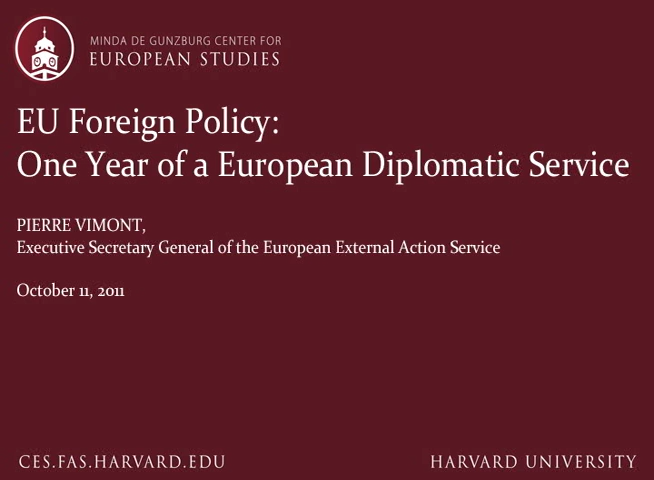 MINDA DE GUNZBURG CENTER FOR
EUROPEAN STUDIES
EU Foreign Policy:
One Year of a European Diplomatic Service
PIERRE VIMONT,
Executive Secretary General of the European External Action Service
October 11, 2011
CES.FAS.HARVARD.EDU
HARVARD UNIVERSITY